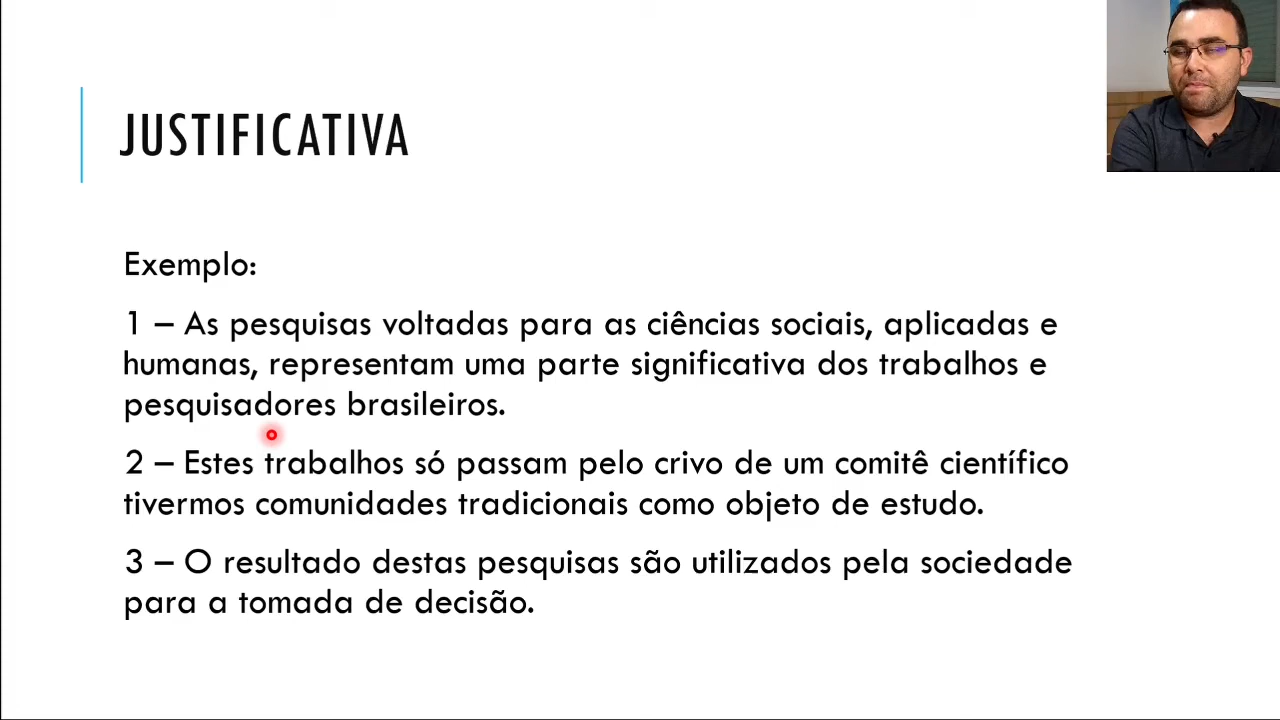 JUSTIFICATIVA
Exemplo:
1 – As pesquisas voltadas para as ciências sociais, aplicadas e
humanas, representam uma parte significativa dos trabalhos e
pesquisadores brasileiros.
2 – Estes trabalhos só passam pelo crivo de um comitê científico
tivermos comunidades tradicionais como objeto de estudo.
3 – O resultado destas pesquisas são utilizados pela sociedade
para a tomada de decisão.